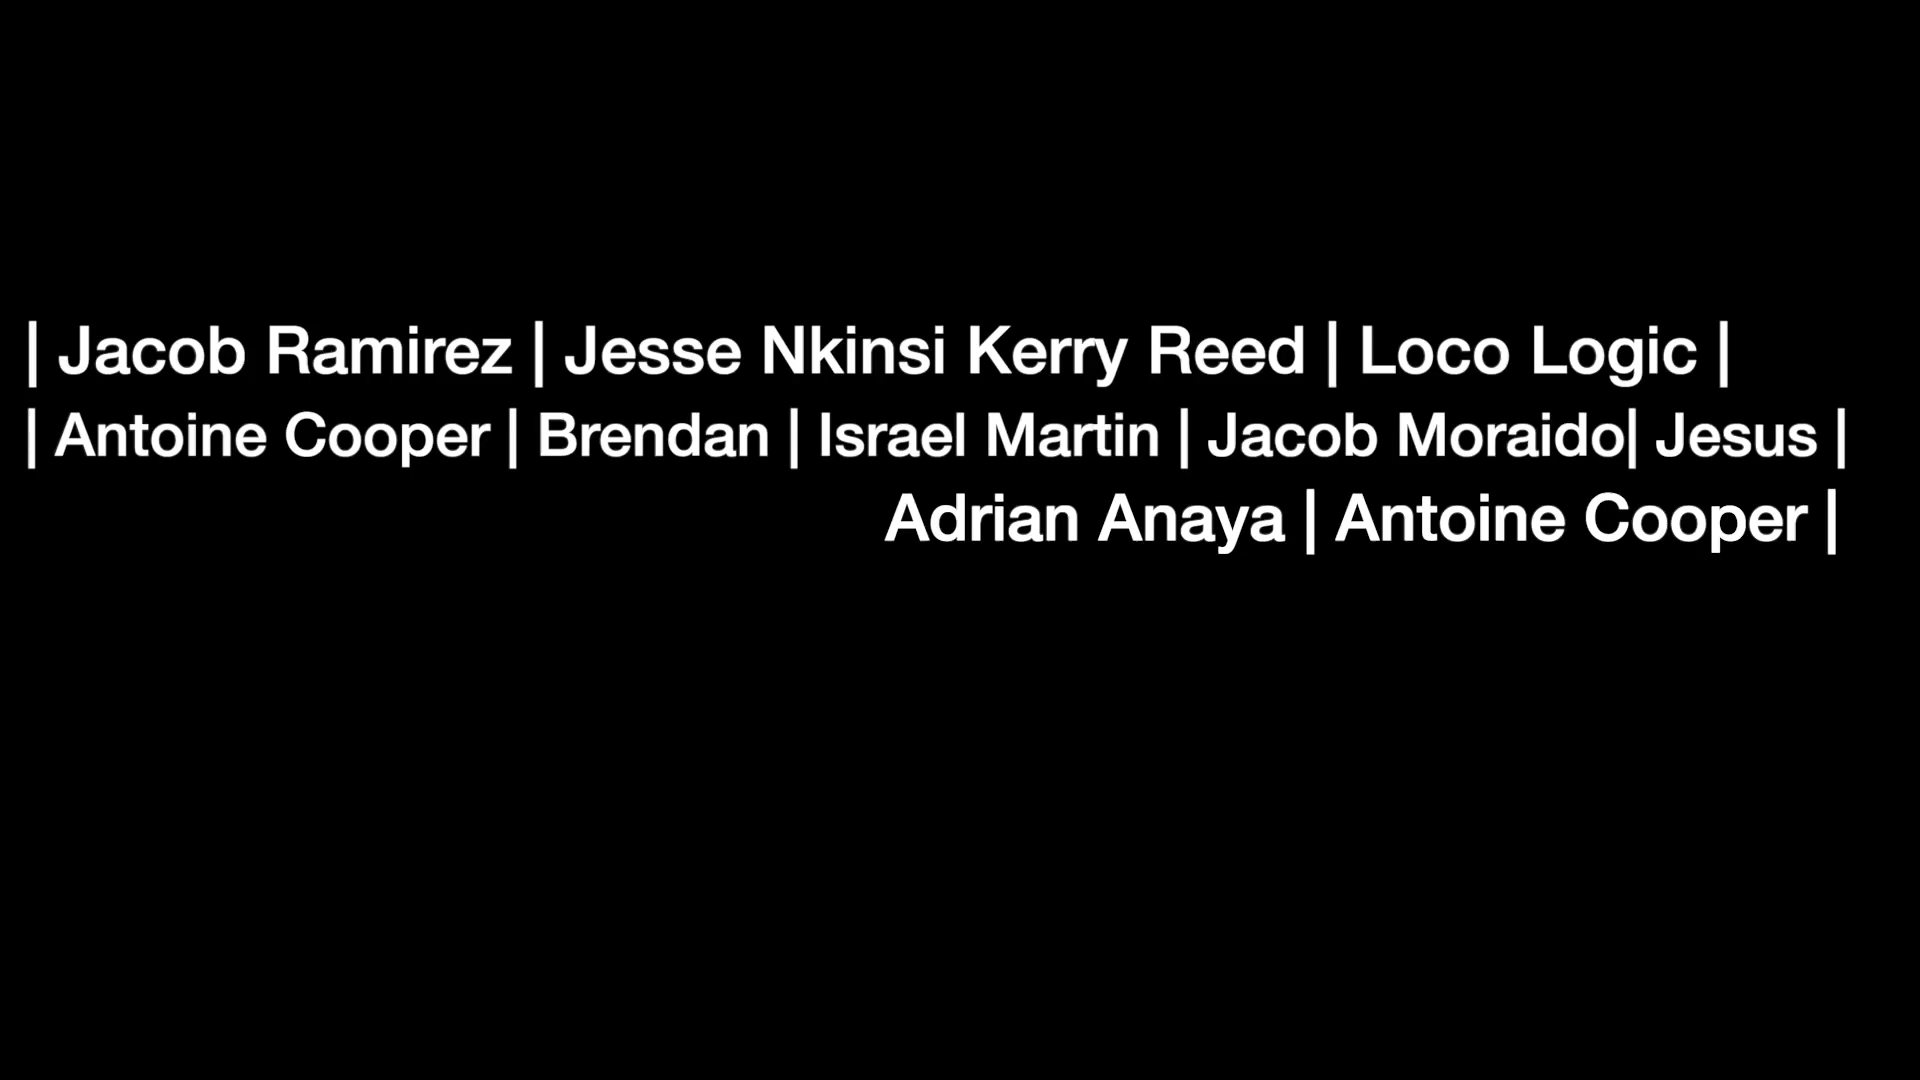 | Jacob Ramirez | Jesse Nkinsi Kerry Reed | Loco Logic |
| Antoine Cooper | Brendan | Israel Martin | Jacob Moraido| Jesus |
Adrian Anaya | Antoine Cooper |